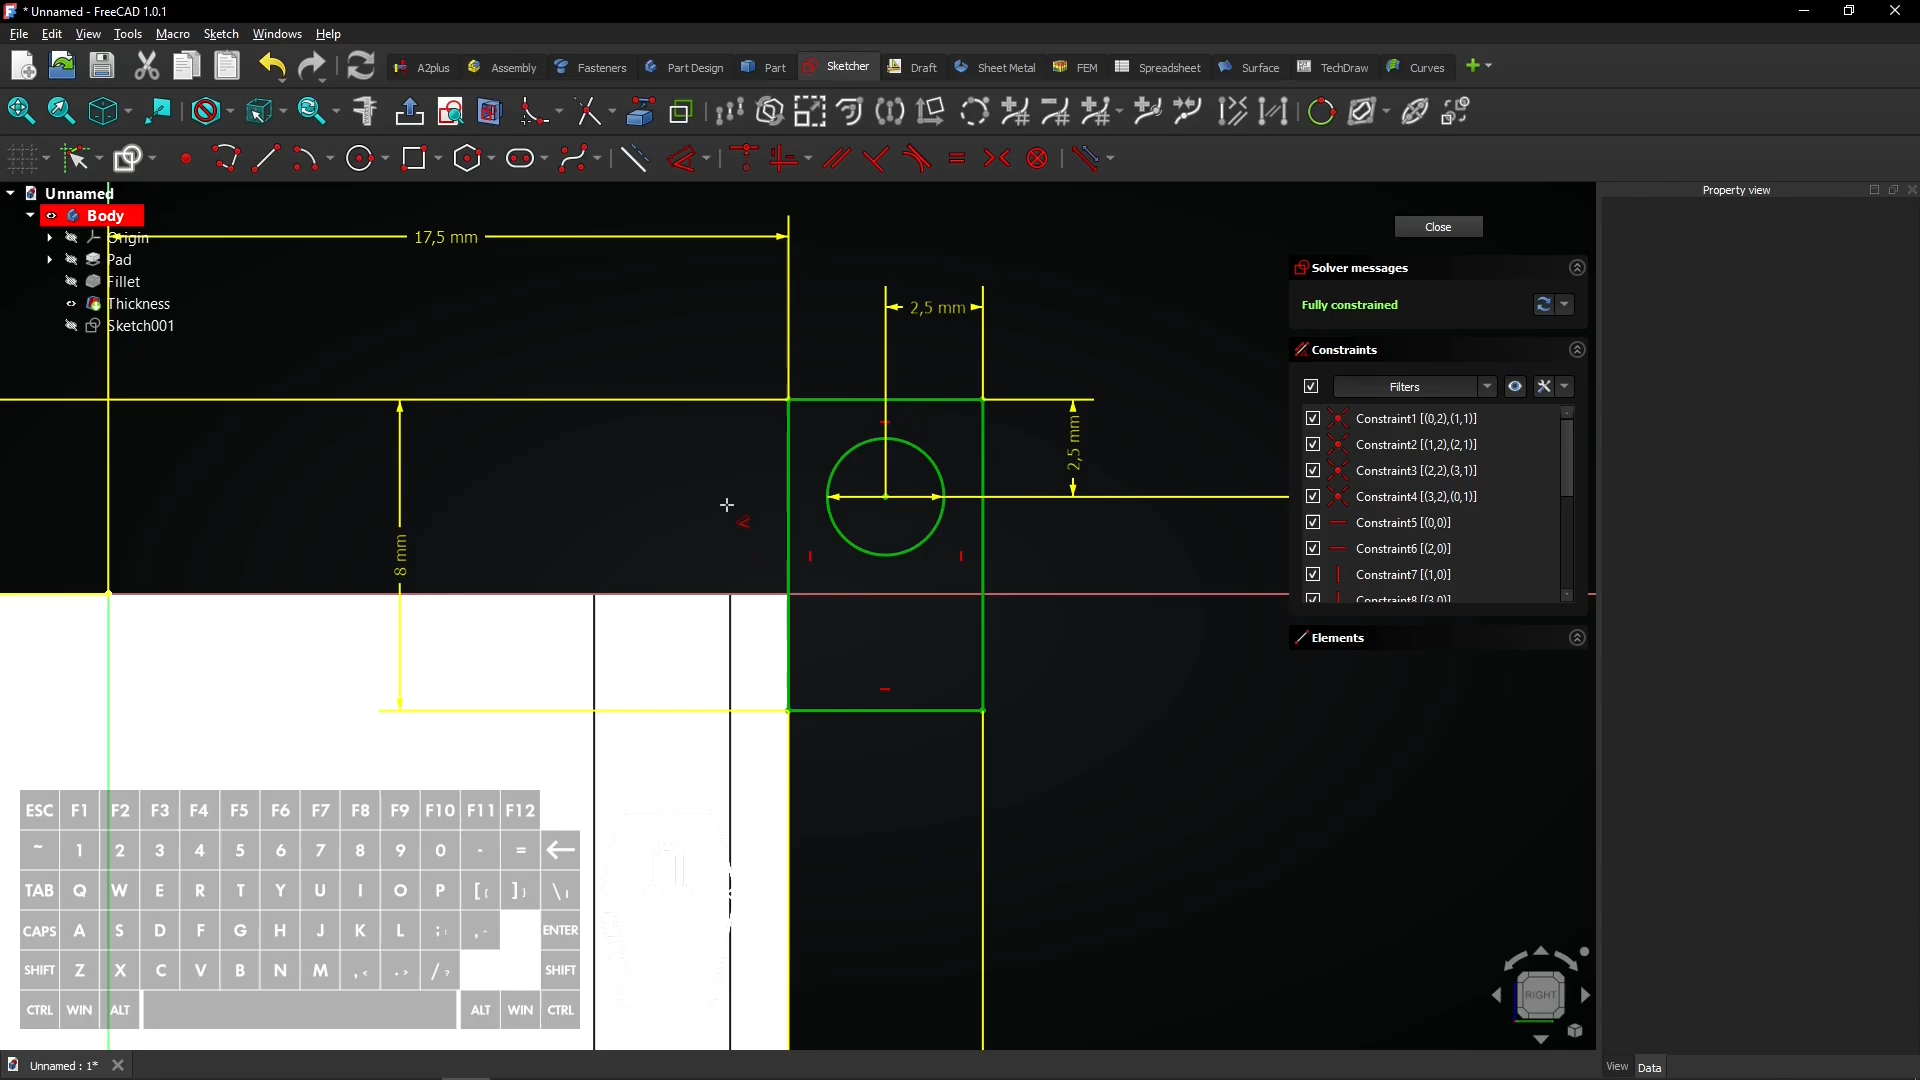 * Unnamed - FreeCAD 1.0.1
File Edit View Tools Macro Sketch Windows Help
A2plus Assembly Fasteners Part Design Part Sketcher Draft Sheet Metal FEM Spreadsheet Surface TechDraw Curves
Unnamed
Body
Origin
Pad
Fillet
Thickness
Sketch001
17,5 mm
2,5 mm
2,5 mm
8 mm
Close
Solver messages
Fully constrained
Constraints
Filters
Constraint1 [(0,2),(1,1)]
Constraint2 [(1,2),(2,1)]
Constraint3 [(2,2),(3,1)]
Constraint4 [(3,2),(0,1)]
Constraint5 [(0,0)]
Constraint6 [(2,0)]
Constraint7 [(1,0)]
Constraint8 [(3,0)]
Elements
Property view
ESC F1 F2 F3 F4 F5 F6 F7 F8 F9 F10 F11 F12
~ 1 2 3 4 5 6 7 8 9 0 - =
TAB Q W E R T Y U I O P [{ ]} \|
CAPS A S D F G H J K L ;: ," ENTER
SHIFT Z X C V B N M ,< .> /? SHIFT
CTRL WIN ALT ALT WIN CTRL
RIGHT
Unnamed : 1*
View Data